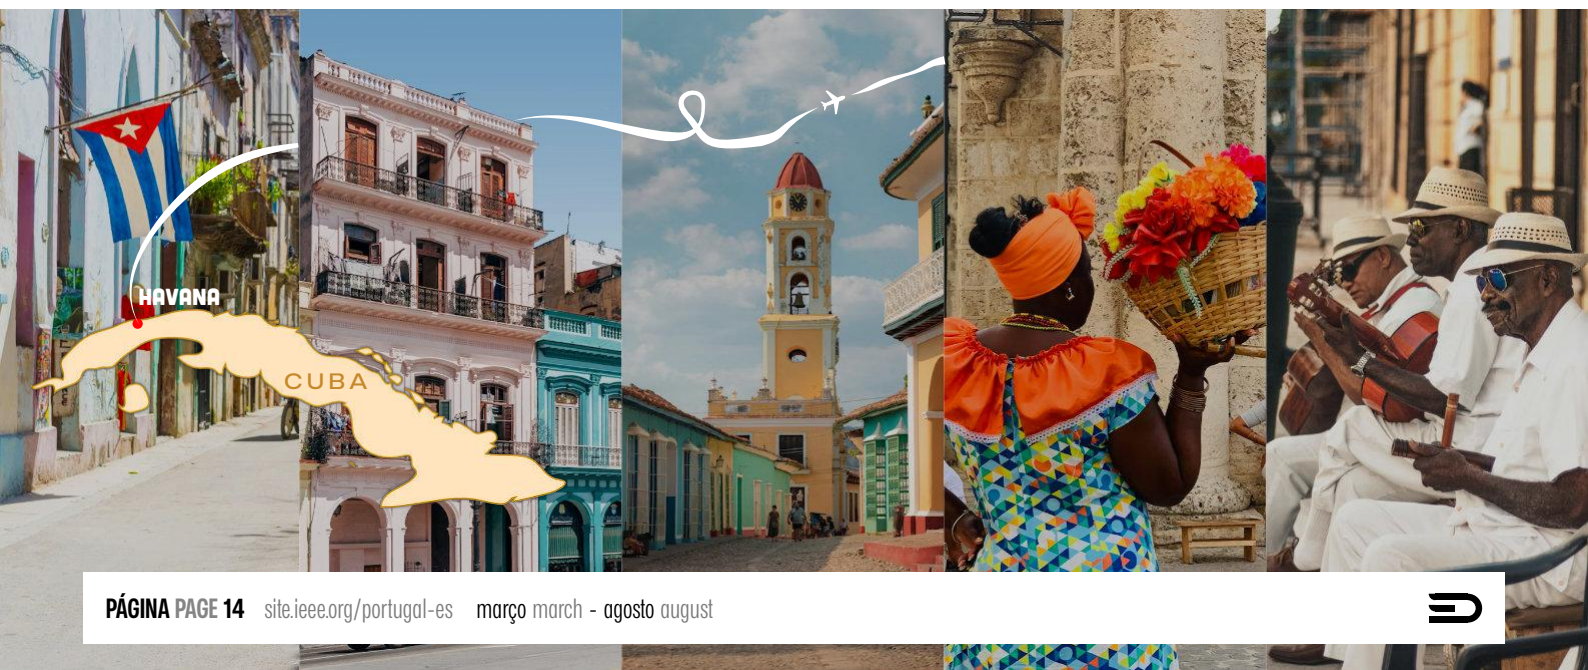 HAVANA
CUBA
PÁGINA PAGE 14 site.ieee.org/portugal-es março march - agosto august